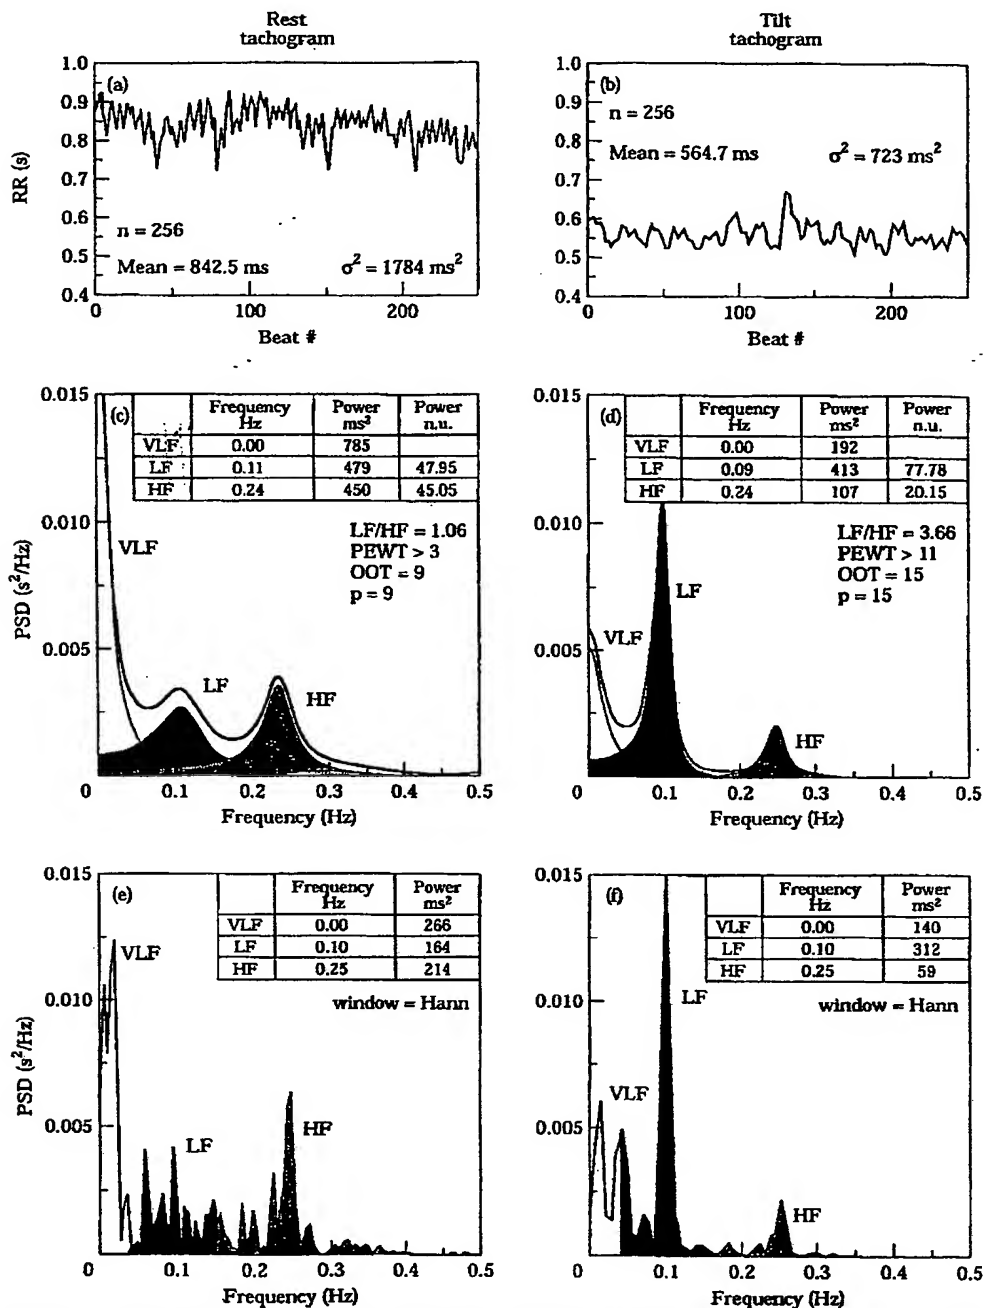 Rest
tachogram
Tilt
tachogram
(a)
1.0
0.9
0.8
0.7
0.6
0.5
0.4
RR (s)
n = 256
Mean = 842.5 ms
σ² = 1784 ms²
0
100
200
Beat #
(b)
1.0
0.9
0.8
0.7
0.6
0.5
0.4
n = 256
Mean = 564.7 ms
σ² = 723 ms²
0
100
200
Beat #
(c)
0.015
0.010
0.005
PSD (s²/Hz)
Frequency Power Power
Hz ms² n.u.
VLF 0.00 785
LF 0.11 479 47.95
HF 0.24 450 45.05
LF/HF = 1.06
PEWT > 3
OOT = 9
p = 9
VLF
LF
HF
0 0.1 0.2 0.3 0.4 0.5
Frequency (Hz)
(d)
0.015
0.010
0.005
Frequency Power Power
Hz ms² n.u.
VLF 0.00 192
LF 0.09 413 77.78
HF 0.24 107 20.15
LF/HF = 3.66
PEWT > 11
OOT = 15
p = 15
LF
VLF
HF
0 0.1 0.2 0.3 0.4 0.5
Frequency (Hz)
(e)
0.015
0.010
0.005
PSD (s²/Hz)
Frequency Power
Hz ms²
VLF 0.00 266
LF 0.10 164
HF 0.25 214
window = Hann
VLF
LF
HF
0 0.1 0.2 0.3 0.4 0.5
Frequency (Hz)
(f)
0.015
0.010
0.005
Frequency Power
Hz ms²
VLF 0.00 140
LF 0.10 312
HF 0.25 59
window = Hann
LF
VLF
HF
0 0.1 0.2 0.3 0.4 0.5
Frequency (Hz)